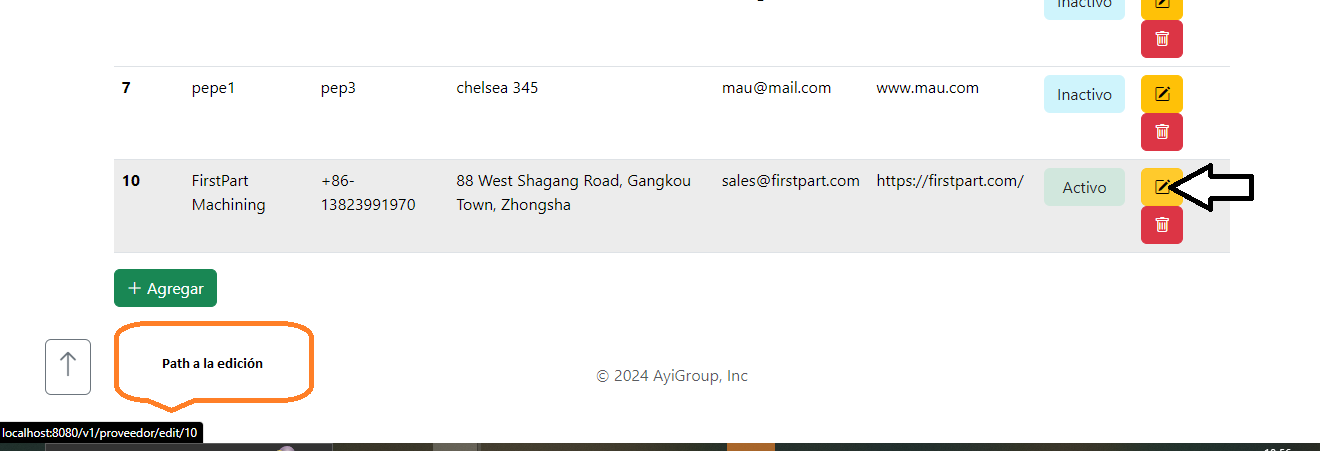 Inactivo
7 pepe1 pep3 chelsea 345 mau@mail.com www.mau.com Inactivo
10 FirstPart +86- 88 West Shagang Road, Gangkou sales@firstpart.com https://firstpart.com/ Activo
Machining 13823991970 Town, Zhongsha
+ Agregar
Path a la edición
© 2024 AyiGroup, Inc
localhost:8080/v1/proveedor/edit/10